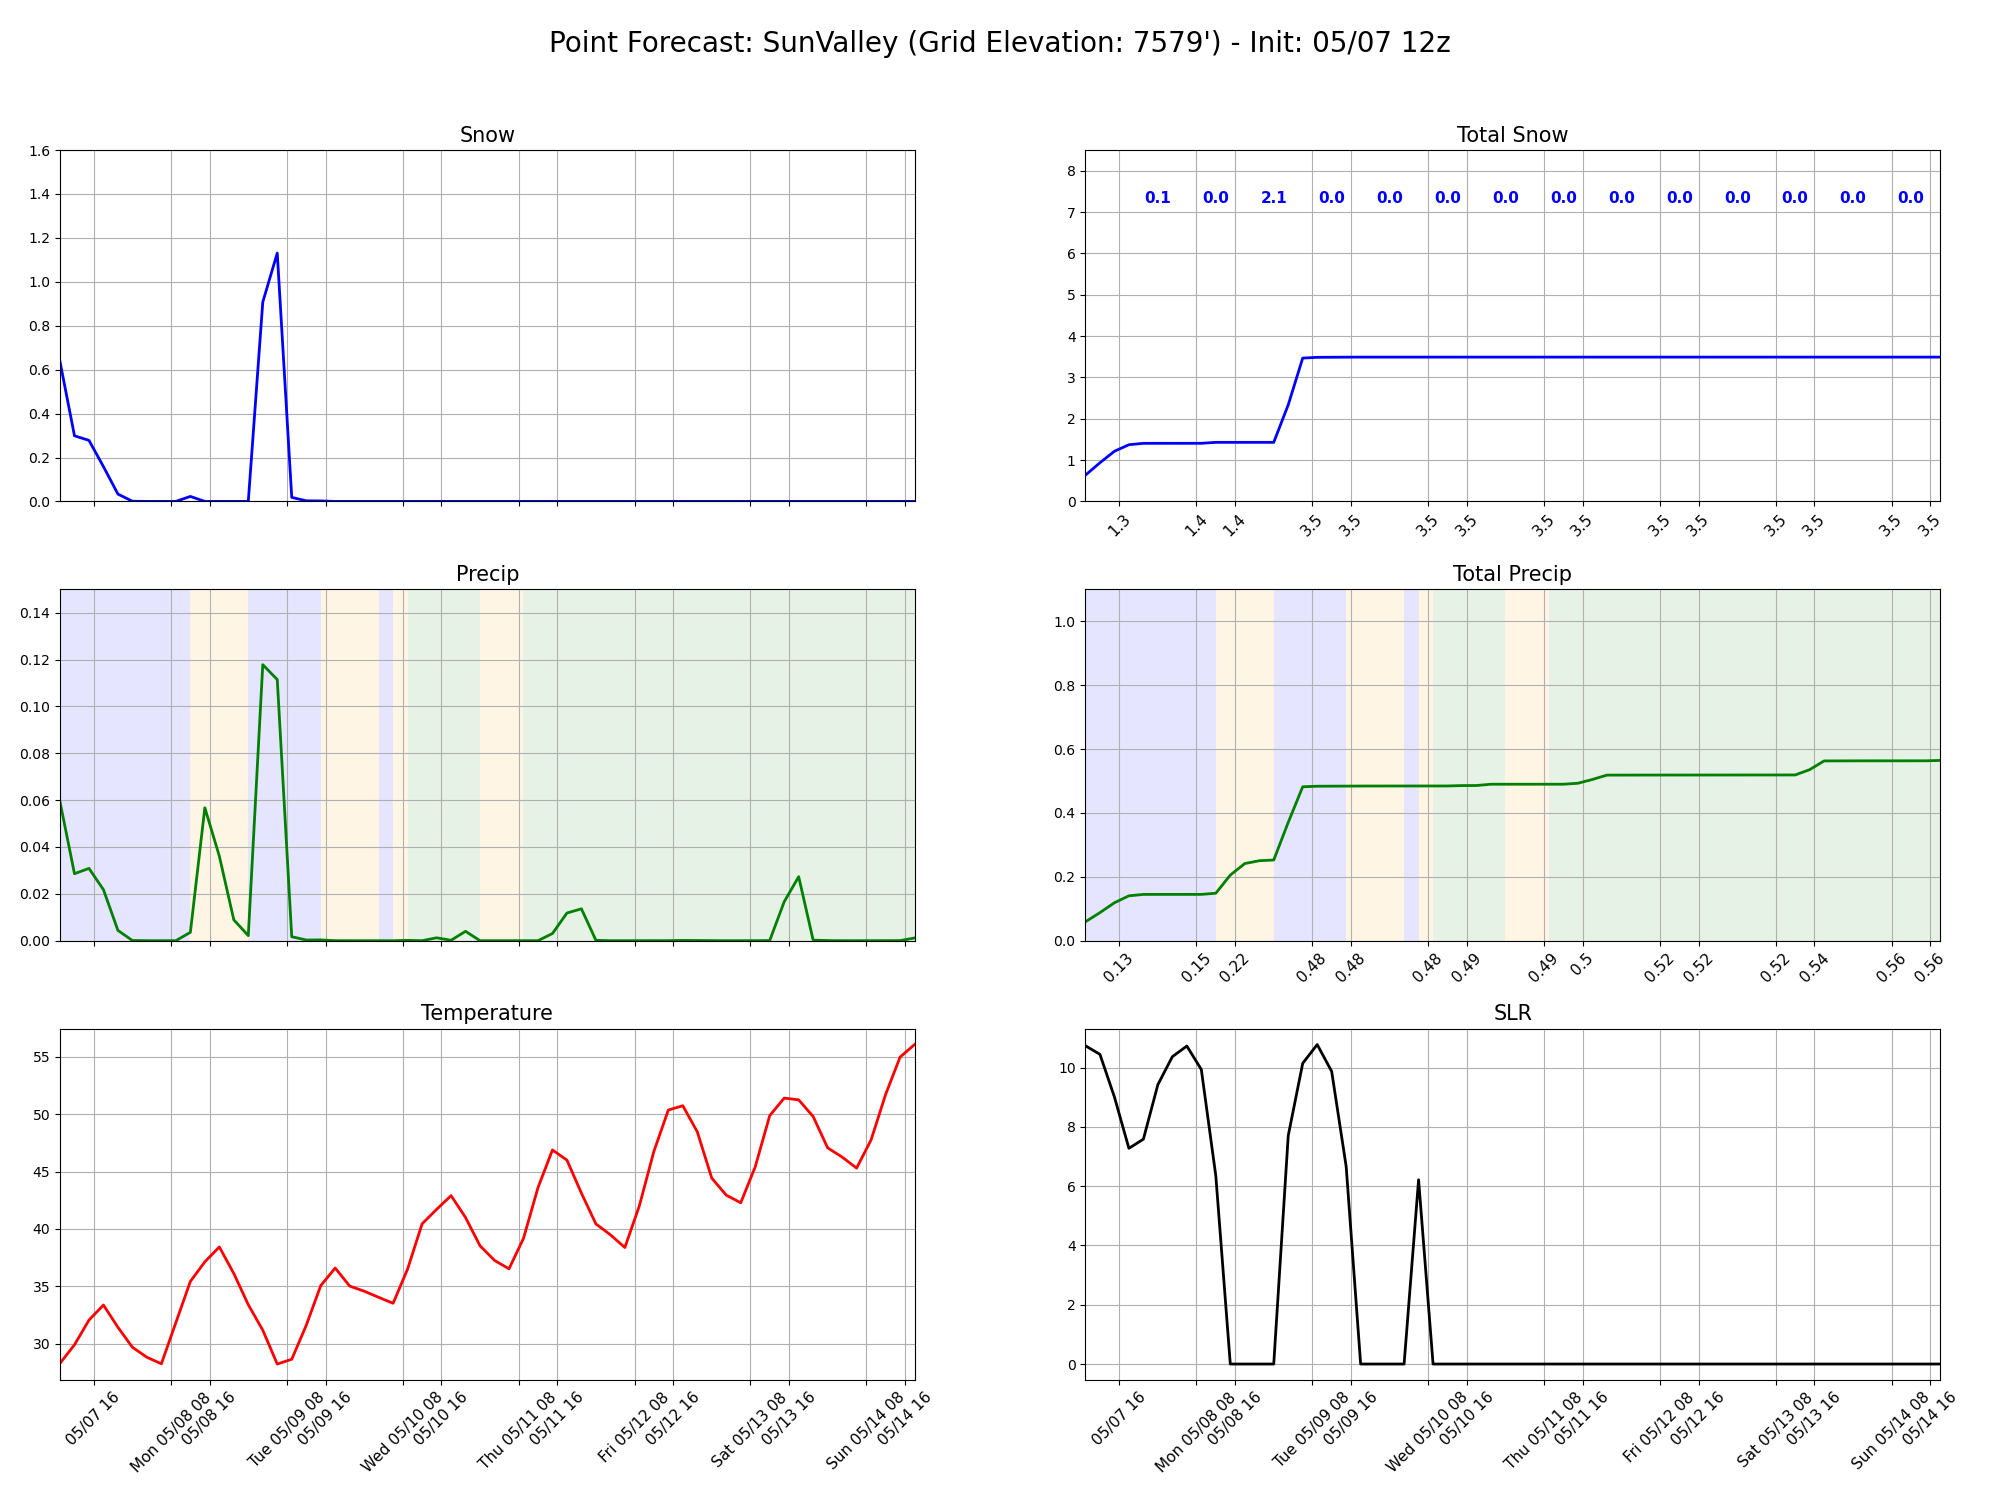 Point Forecast: SunValley (Grid Elevation: 7579') - Init: 05/07 12z
Snow
1.6
1.4
1.2
1.0
0.8
0.6
0.4
0.2
0.0
Total Snow
8
7
6
5
4
3
2
1
0
0.1 0.0 2.1 0.0 0.0 0.0 0.0 0.0 0.0 0.0 0.0 0.0 0.0 0.0
1.3 1.4 1.4 3.5 3.5 3.5 3.5 3.5 3.5 3.5 3.5 3.5 3.5 3.5 3.5
Precip
0.14
0.12
0.10
0.08
0.06
0.04
0.02
0.00
Total Precip
1.0
0.8
0.6
0.4
0.2
0.0
0.13 0.15 0.22 0.48 0.48 0.48 0.49 0.49 0.5 0.52 0.52 0.52 0.54 0.56 0.56
Temperature
55
50
45
40
35
30
05/07 16
Mon 05/08 08
05/08 16
Tue 05/09 08
05/09 16
Wed 05/10 08
05/10 16
Thu 05/11 08
05/11 16
Fri 05/12 08
05/12 16
Sat 05/13 08
05/13 16
Sun 05/14 08
05/14 16
SLR
10
8
6
4
2
0
05/07 16
Mon 05/08 08
05/08 16
Tue 05/09 08
05/09 16
Wed 05/10 08
05/10 16
Thu 05/11 08
05/11 16
Fri 05/12 08
05/12 16
Sat 05/13 08
05/13 16
Sun 05/14 08
05/14 16